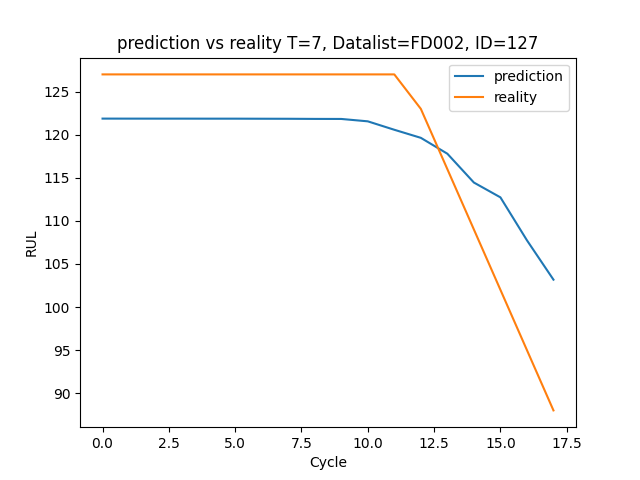 prediction vs reality T=7, Datalist=FD002, ID=127
prediction
reality
125
120
115
110
105
100
95
90
RUL
0.0 2.5 5.0 7.5 10.0 12.5 15.0 17.5
Cycle